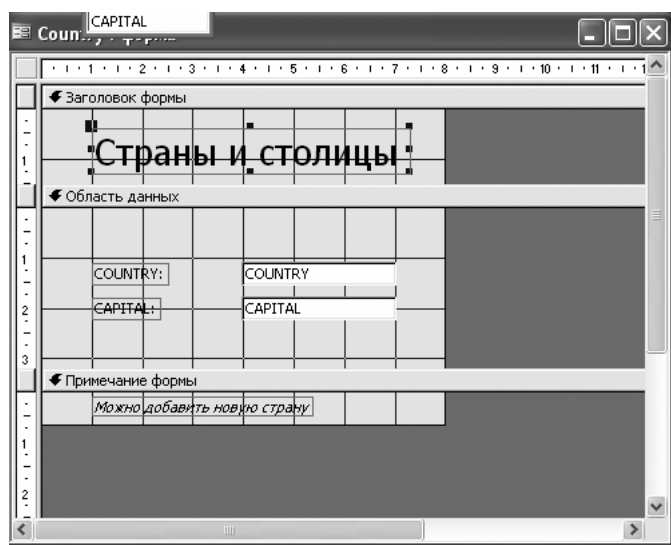 CAPITAL
1 2 3 4 5 6 7 8 9 10 11 1
Заголовок формы
1
Страны и столицы
Область данных
1
COUNTRY: COUNTRY
2
CAPITAL: CAPITAL
3
Примечание формы
Можно добавить новую страну
1
2